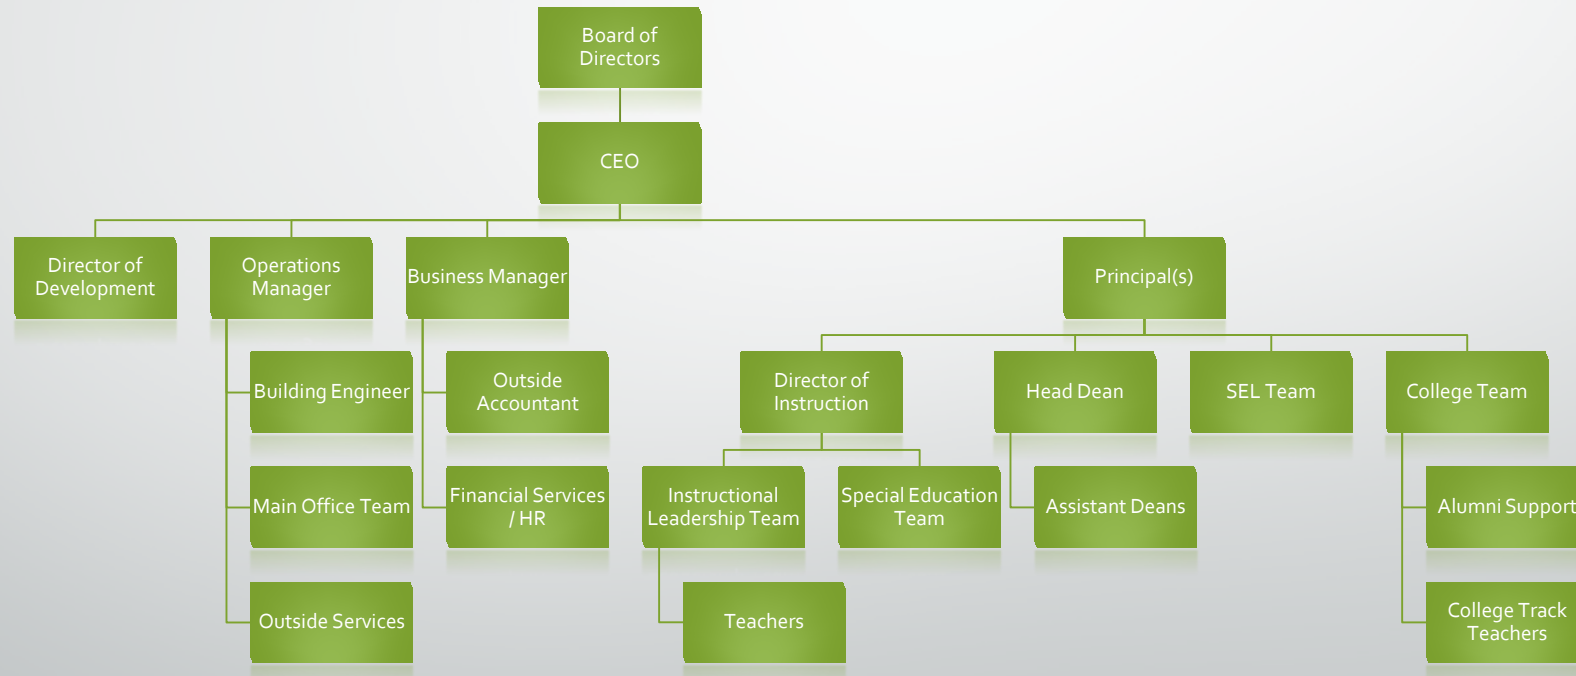 Board of
Directors
CEO
Director of
Development
Operations
Manager
Business Manager
Principal(s)
Building Engineer
Outside
Accountant
Director of
Instruction
Head Dean
SEL Team
College Team
Main Office Team
Financial Services
/ HR
Instructional
Leadership Team
Special Education
Team
Assistant Deans
Alumni Support
Outside Services
Teachers
College Track
Teachers